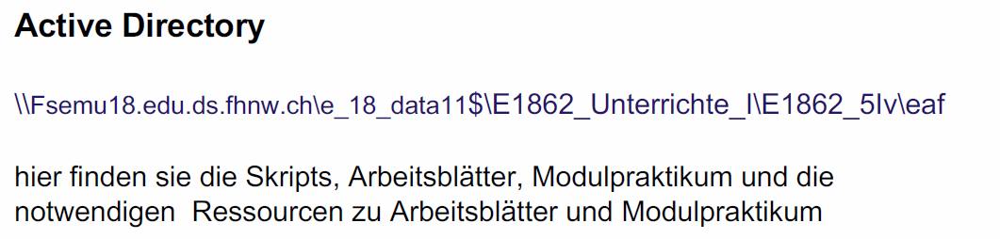 Active Directory
\\Fsemu18.edu.ds.fhnw.ch\e_18_data11$\E1862_Unterrichte_I\E1862_5Iv\eaf
hier finden sie die Skripts, Arbeitsblätter, Modulpraktikum und die
notwendigen  Ressourcen zu Arbeitsblätter und Modulpraktikum